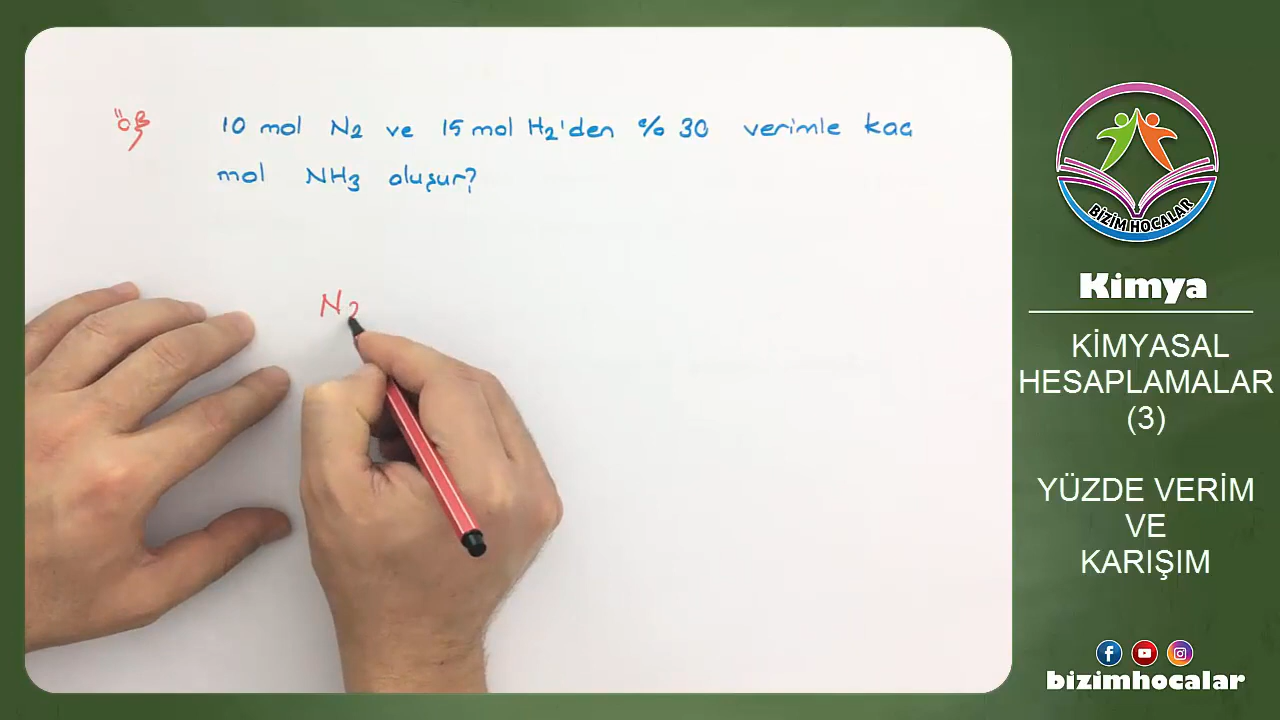 ör
10 mol N2 ve 15 mol H2'den % 30 verimle kaç
mol NH3 oluşur?
N2
BİZİM HOCALAR
Kimya
KİMYASAL
HESAPLAMALAR
(3)
YÜZDE VERİM
VE
KARIŞIM
bizimhocalar